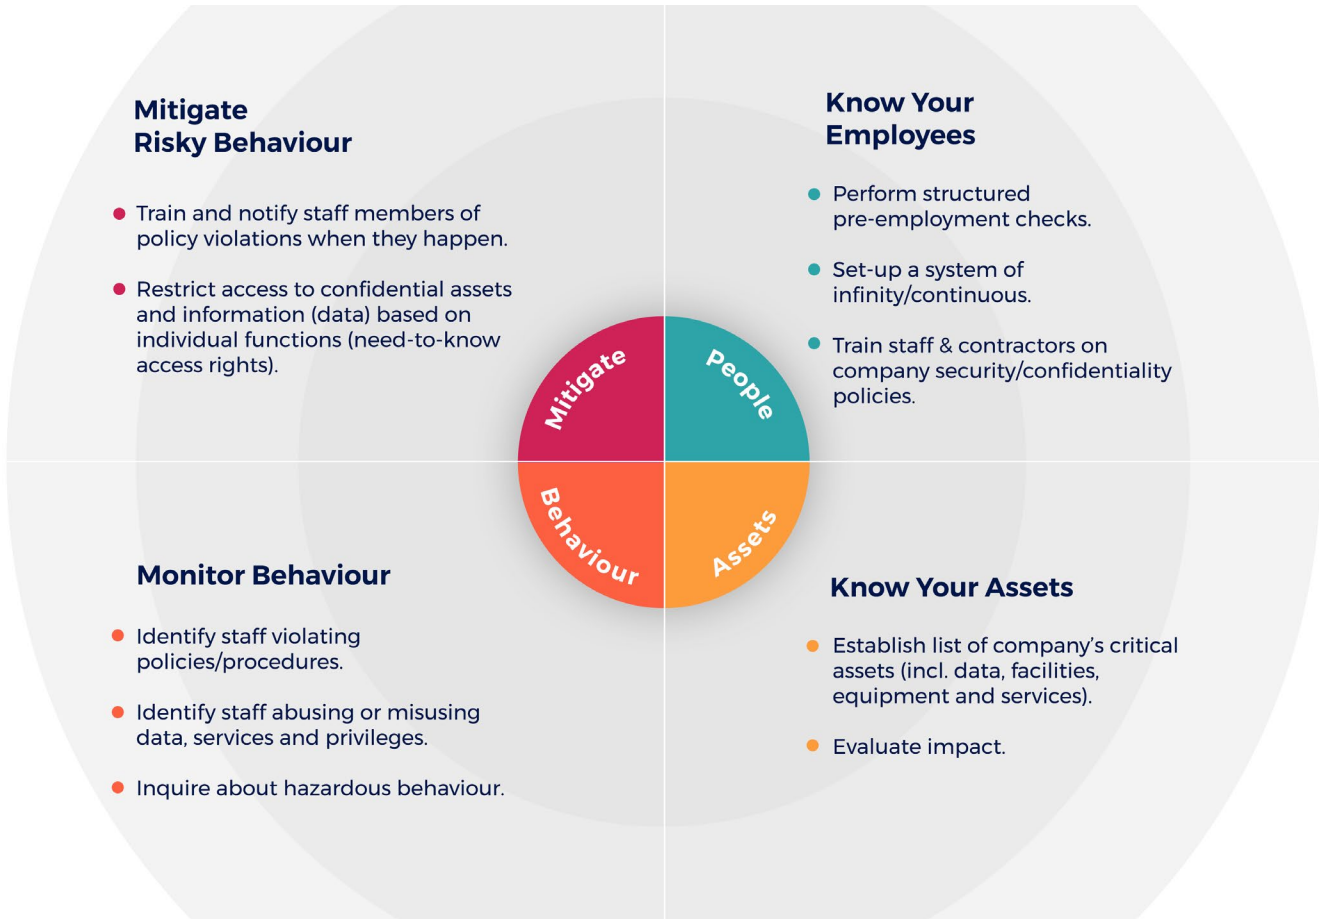 Mitigate
Risky Behaviour
Train and notify staff members of
policy violations when they happen.
Restrict access to confidential assets
and information (data) based on
individual functions (need-to-know
access rights).
Know Your
Employees
Perform structured
pre-employment checks.
Set-up a system of
infinity/continuous.
Train staff & contractors on
company security/confidentiality
policies.
Mitigate
People
Behaviour
Assets
Monitor Behaviour
Identify staff violating
policies/procedures.
Identify staff abusing or misusing
data, services and privileges.
Inquire about hazardous behaviour.
Know Your Assets
Establish list of company’s critical
assets (incl. data, facilities,
equipment and services).
Evaluate impact.